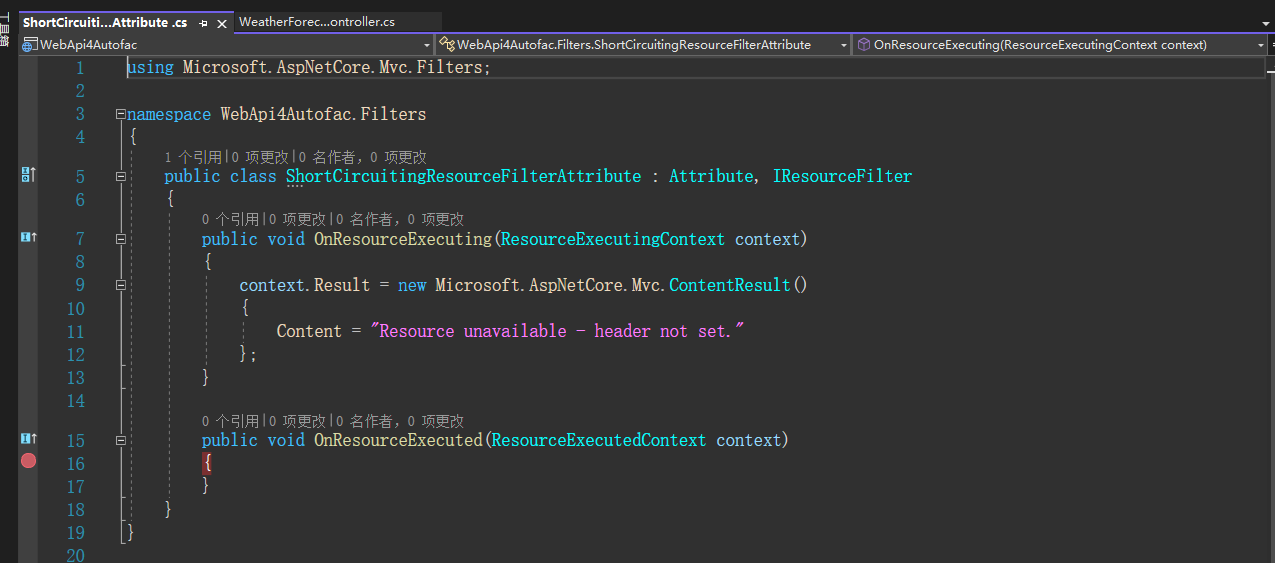 工具箱
ShortCircuiti...Attribute .cs
WeatherForec...ontroller.cs
WebApi4Autofac
WebApi4Autofac.Filters.ShortCircuitingResourceFilterAttribute
OnResourceExecuting(ResourceExecutingContext context)
1 using Microsoft.AspNetCore.Mvc.Filters;
2
3 namespace WebApi4Autofac.Filters
4 {
1 个引用|0 项更改|0 名作者，0 项更改
5 public class ShortCircuitingResourceFilterAttribute : Attribute, IResourceFilter
6 {
0 个引用|0 项更改|0 名作者，0 项更改
7 public void OnResourceExecuting(ResourceExecutingContext context)
8 {
9 context.Result = new Microsoft.AspNetCore.Mvc.ContentResult()
10 {
11 Content = "Resource unavailable - header not set."
12 };
13 }
14
0 个引用|0 项更改|0 名作者，0 项更改
15 public void OnResourceExecuted(ResourceExecutedContext context)
16 {
17 }
18 }
19 }
20